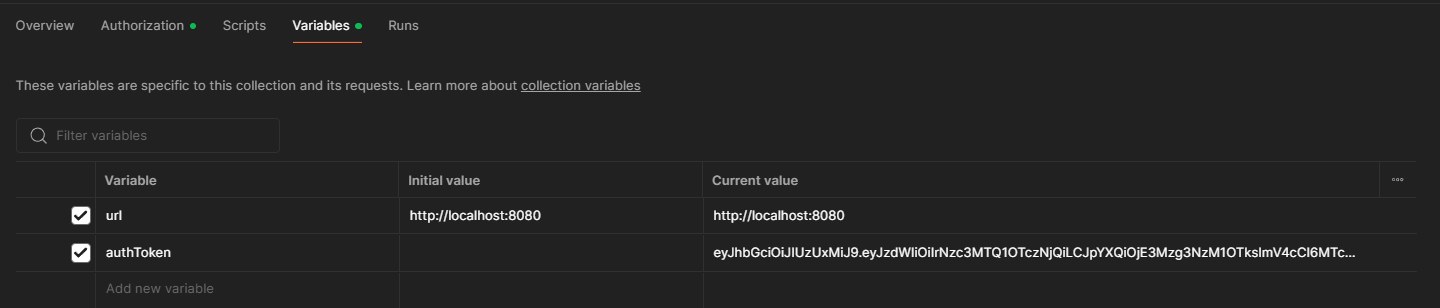 Overview Authorization Scripts Variables Runs
These variables are specific to this collection and its requests. Learn more about collection variables
Filter variables
Variable Initial value Current value
url http://localhost:8080 http://localhost:8080
authToken eyJhbGciOiJIUzUxMiJ9.eyJzdWIiOiIrNzc3MTQ1OTczNjQiLCJpYXQiOjE3Mzg3NzM1OTksImV4cCI6MTc...
Add new variable